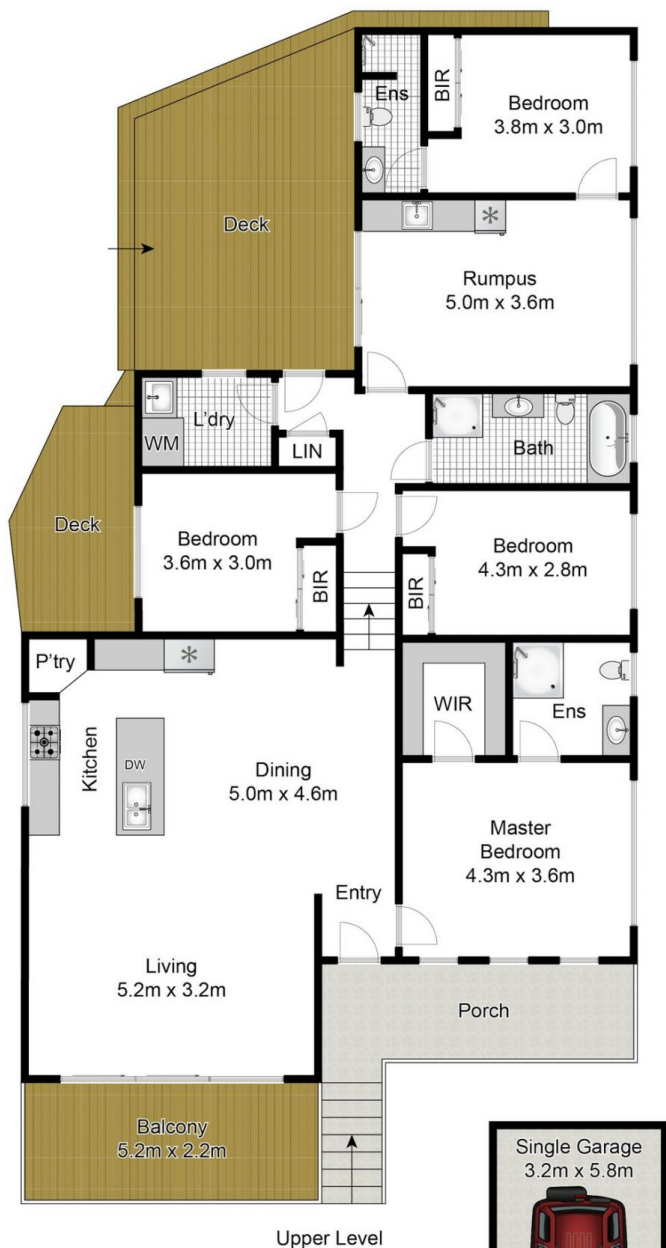 Ens
BIR
Bedroom
3.8m x 3.0m
Deck
Rumpus
5.0m x 3.6m
L'dry
WM
LIN
Bath
Deck
Bedroom
3.6m x 3.0m
BIR
BIR
Bedroom
4.3m x 2.8m
P'try
WIR
Ens
Kitchen
DW
Dining
5.0m x 4.6m
Master
Bedroom
4.3m x 3.6m
Entry
Living
5.2m x 3.2m
Porch
Balcony
5.2m x 2.2m
Single Garage
3.2m x 5.8m
Upper Level